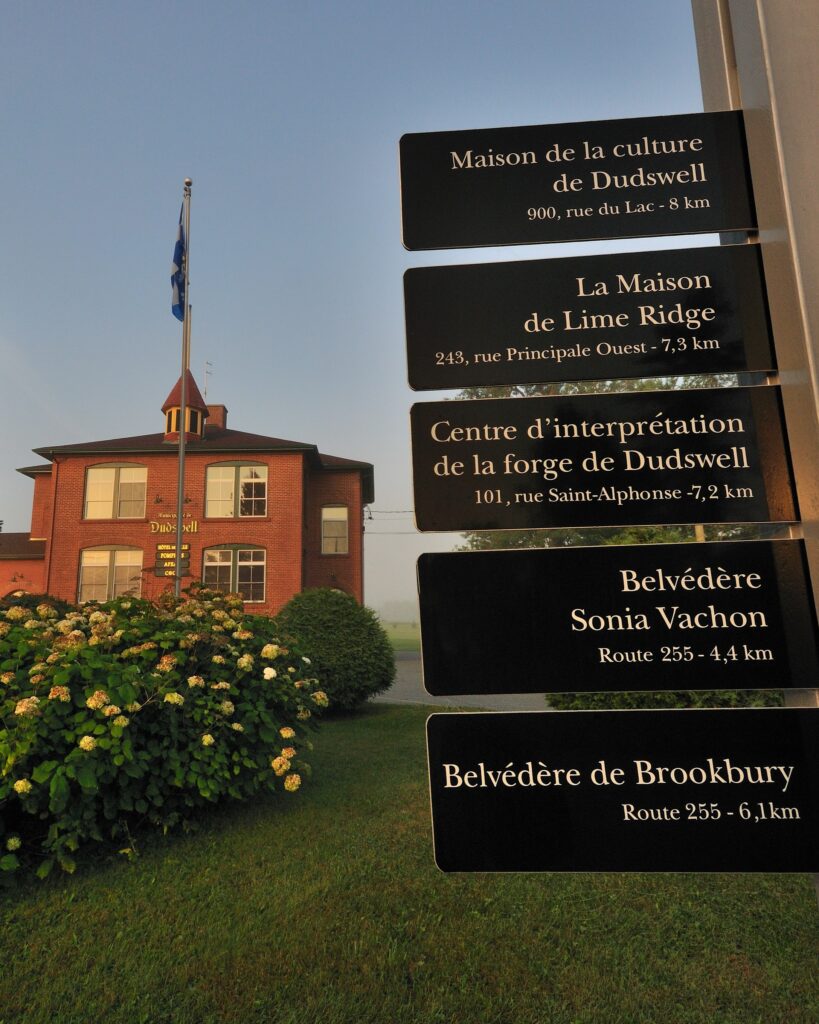 Maison de la culture
de Dudswell
900, rue du Lac - 8 km
La Maison
de Lime Ridge
243, rue Principale Ouest - 7,3 km
Centre d'interprétation
de la forge de Dudswell
101, rue Saint-Alphonse -7,2 km
Belvédère
Sonia Vachon
Route 255 - 4,4 km
Belvédère de Brookbury
Route 255 - 6,1km
Dudswell